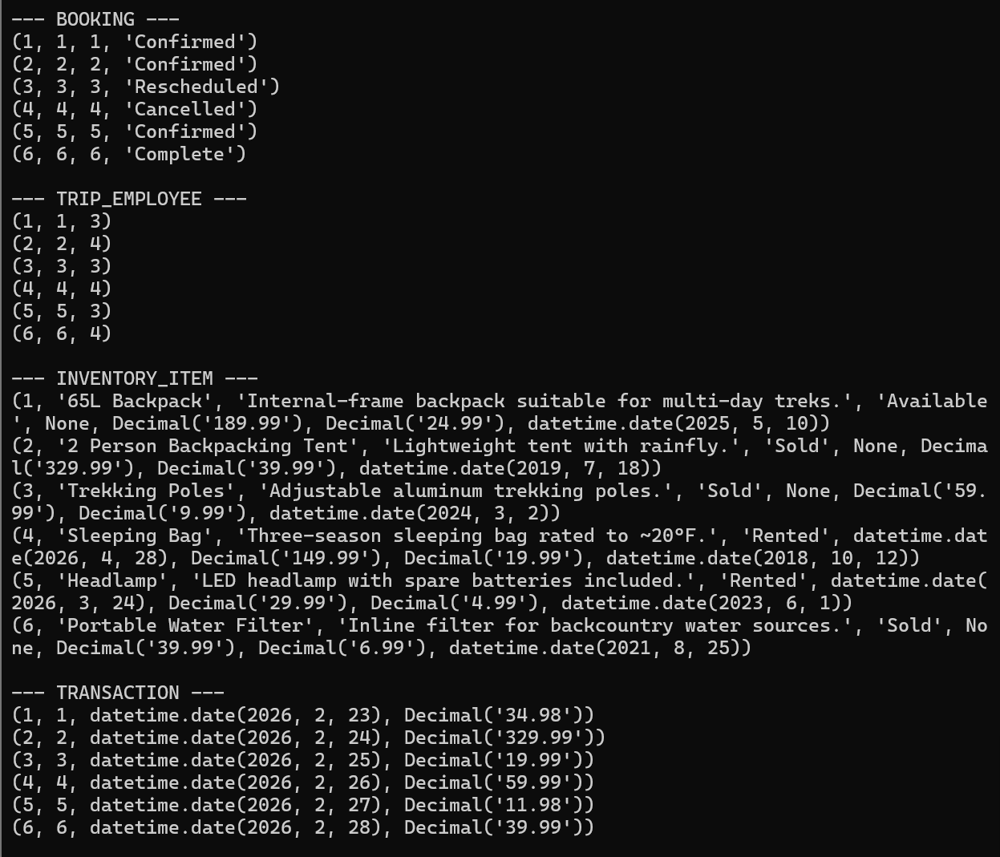 --- BOOKING ---
(1, 1, 1, 'Confirmed')
(2, 2, 2, 'Confirmed')
(3, 3, 3, 'Rescheduled')
(4, 4, 4, 'Cancelled')
(5, 5, 5, 'Confirmed')
(6, 6, 6, 'Complete')

--- TRIP_EMPLOYEE ---
(1, 1, 3)
(2, 2, 4)
(3, 3, 3)
(4, 4, 4)
(5, 5, 3)
(6, 6, 4)

--- INVENTORY_ITEM ---
(1, '65L Backpack', 'Internal-frame backpack suitable for multi-day treks.', 'Available
', None, Decimal('189.99'), Decimal('24.99'), datetime.date(2025, 5, 10))
(2, '2 Person Backpacking Tent', 'Lightweight tent with rainfly.', 'Sold', None, Decima
l('329.99'), Decimal('39.99'), datetime.date(2019, 7, 18))
(3, 'Trekking Poles', 'Adjustable aluminum trekking poles.', 'Sold', None, Decimal('59.
99'), Decimal('9.99'), datetime.date(2024, 3, 2))
(4, 'Sleeping Bag', 'Three-season sleeping bag rated to ~20°F.', 'Rented', datetime.dat
e(2026, 4, 28), Decimal('149.99'), Decimal('19.99'), datetime.date(2018, 10, 12))
(5, 'Headlamp', 'LED headlamp with spare batteries included.', 'Rented', datetime.date(
2026, 3, 24), Decimal('29.99'), Decimal('4.99'), datetime.date(2023, 6, 1))
(6, 'Portable Water Filter', 'Inline filter for backcountry water sources.', 'Sold', No
ne, Decimal('39.99'), Decimal('6.99'), datetime.date(2021, 8, 25))

--- TRANSACTION ---
(1, 1, datetime.date(2026, 2, 23), Decimal('34.98'))
(2, 2, datetime.date(2026, 2, 24), Decimal('329.99'))
(3, 3, datetime.date(2026, 2, 25), Decimal('19.99'))
(4, 4, datetime.date(2026, 2, 26), Decimal('59.99'))
(5, 5, datetime.date(2026, 2, 27), Decimal('11.98'))
(6, 6, datetime.date(2026, 2, 28), Decimal('39.99'))